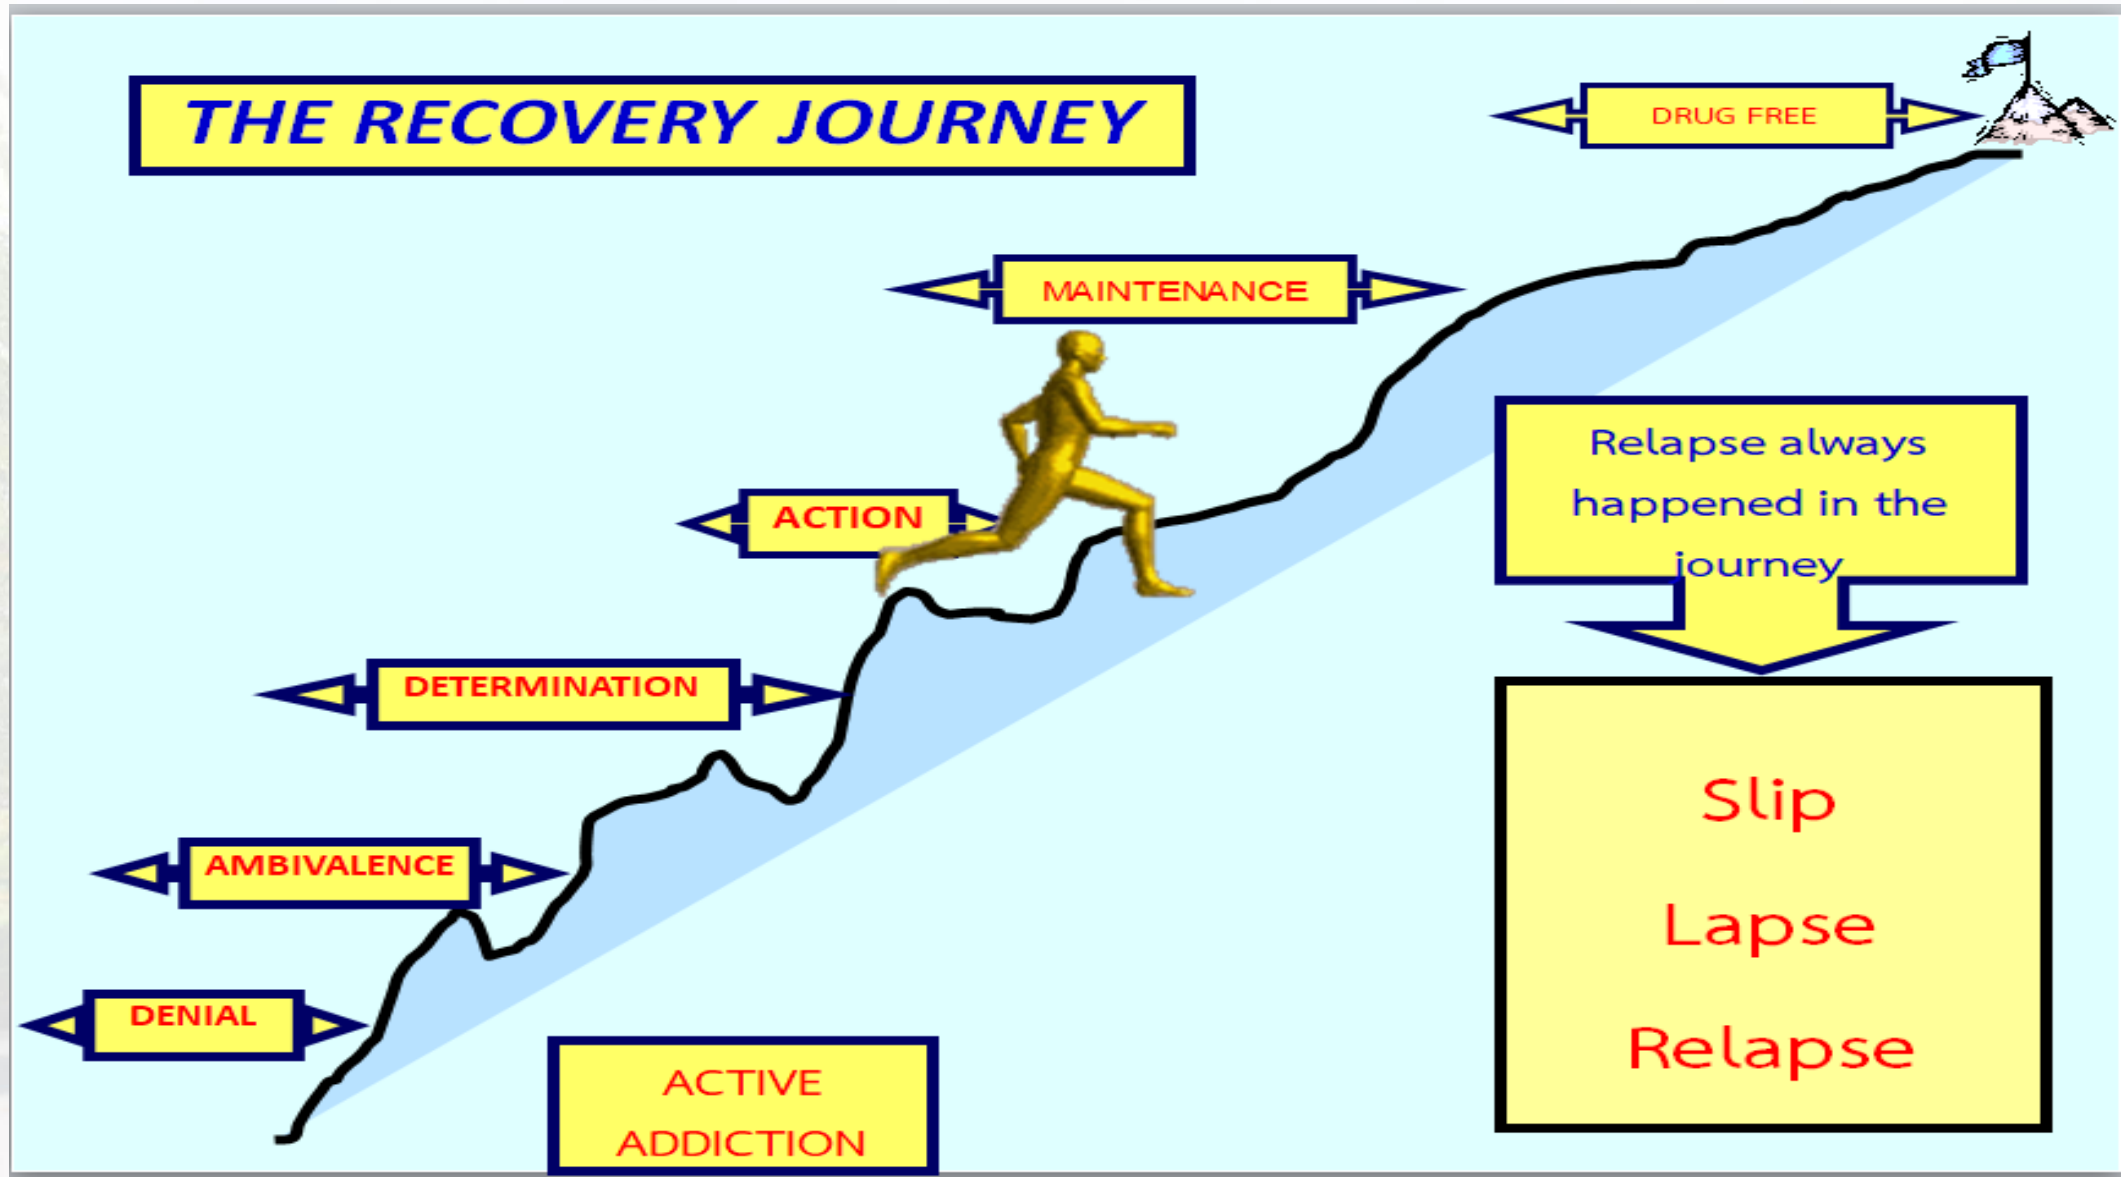 THE RECOVERY JOURNEY
DRUG FREE
MAINTENANCE
ACTION
DETERMINATION
AMBIVALENCE
DENIAL
ACTIVE
ADDICTION
Relapse always
happened in the
journey
Slip
Lapse
Relapse